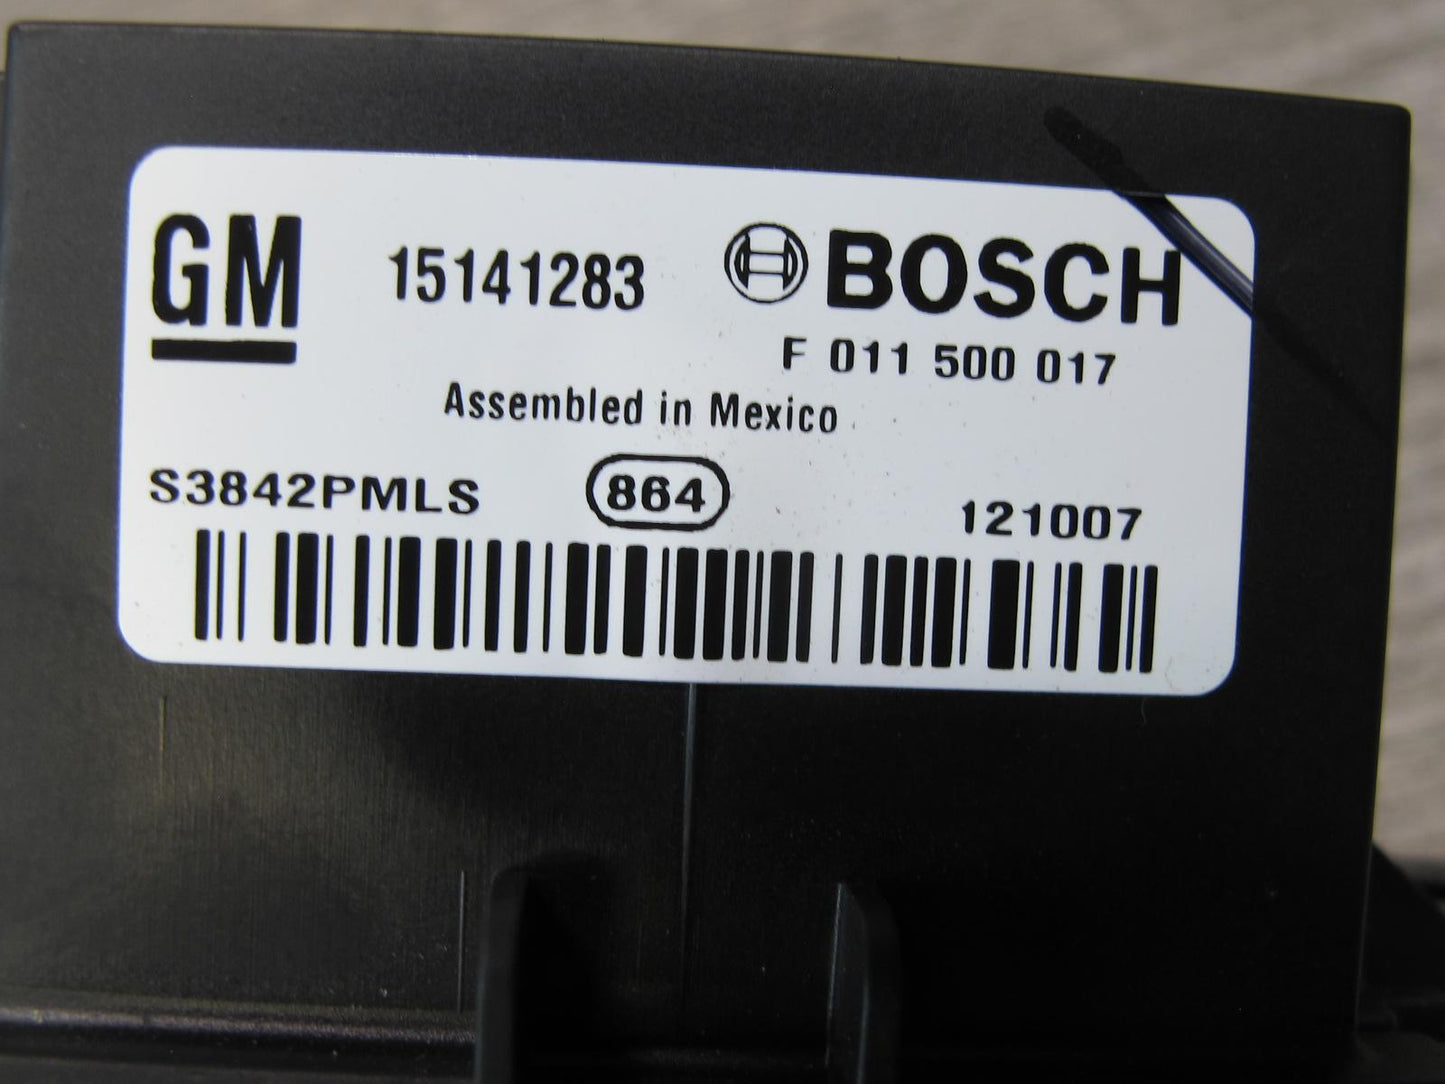 GM 15141283 BOSCH
F 011 500 017
Assembled in Mexico
S3842PMLS 864 121007